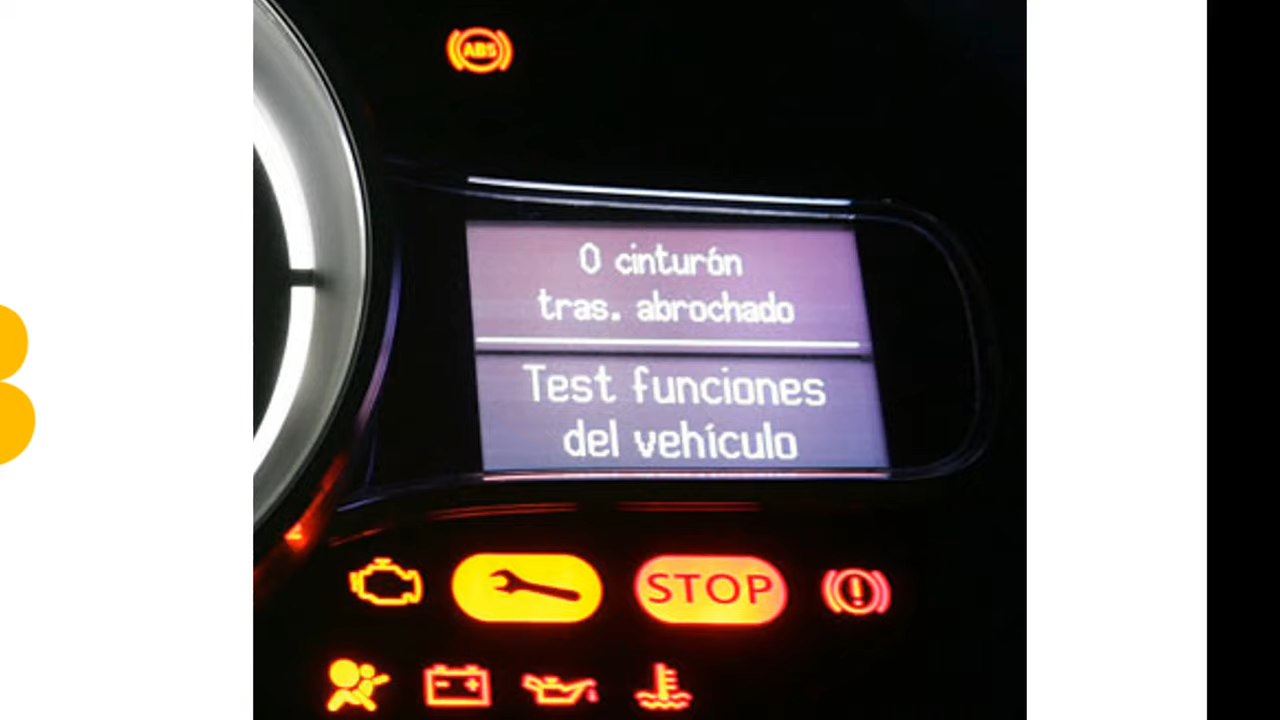 ABS
0 cinturón
tras. abrochado
Test funciones
del vehículo
STOP